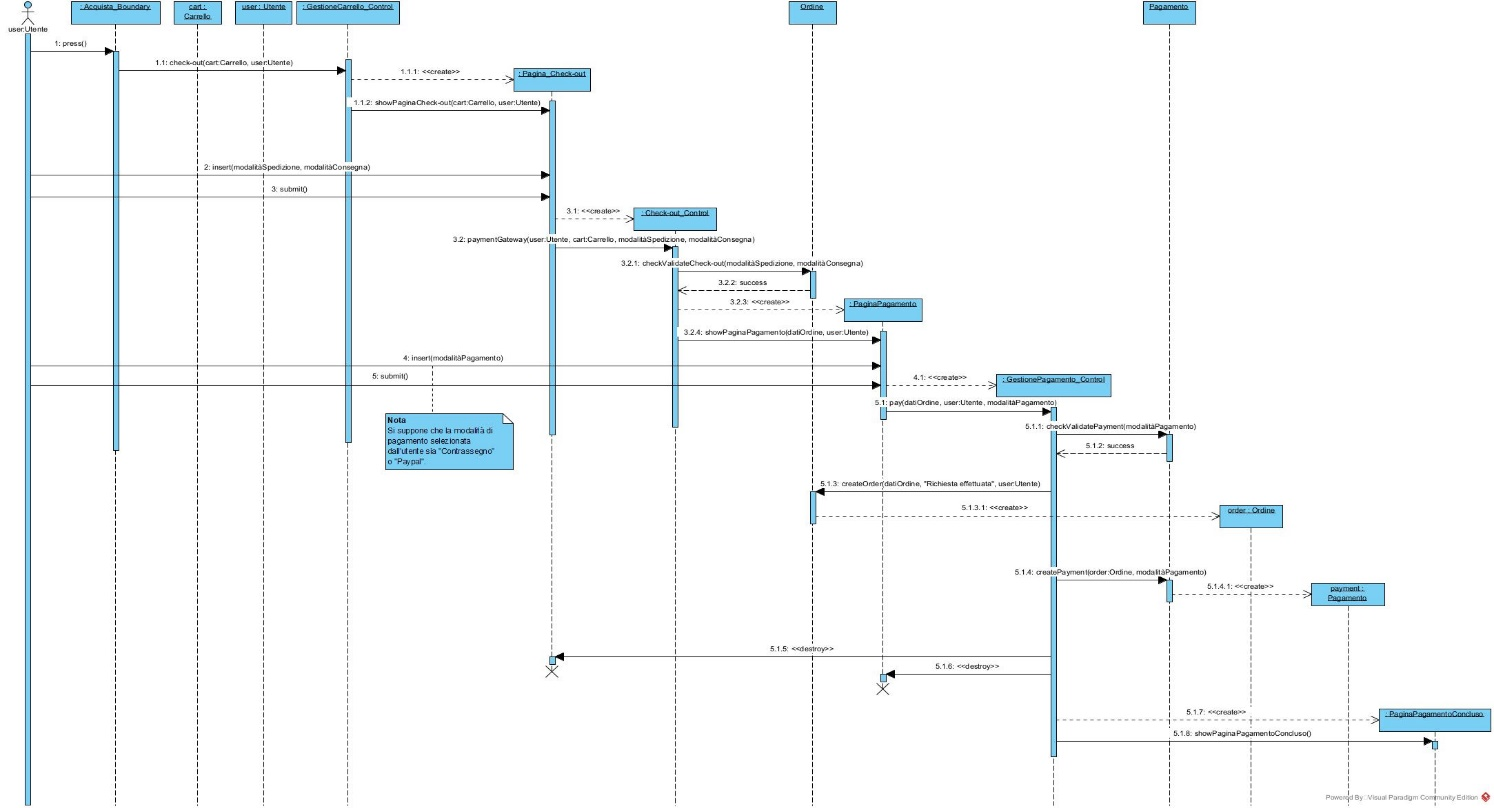 : Acquista_Boundary
cart :
Carrello
user : Utente
: GestioneCarrello_Control
Ordine
Pagamento
user:Utente
1: press()
1.1: check-out(cart:Carrello, user:Utente)
1.1.1: <<create>>
: Pagina_Check-out
1.1.2: showPaginaCheck-out(cart:Carrello, user:Utente)
2: insert(modalitàSpedizione, modalitàConsegna)
3: submit()
3.1: <<create>>
: Check-out_Control
3.2: paymentGateway(user:Utente, cart:Carrello, modalitàSpedizione, modalitàConsegna)
3.2.1: checkValidateCheck-out(modalitàSpedizione, modalitàConsegna)
3.2.2: success
3.2.3: <<create>>
: PaginaPagamento
3.2.4: showPaginaPagamento(datiOrdine, user:Utente)
4: insert(modalitàPagamento)
5: submit()
4.1: <<create>>
: GestionePagamento_Control
5.1: pay(datiOrdine, user:Utente, modalitàPagamento)
Nota
Si suppone che la modalità di
pagamento selezionata
dall'utente sia "Contrassegno"
o "Paypal".
5.1.1: checkValidatePayment(modalitàPagamento)
5.1.2: success
5.1.3: createOrder(datiOrdine, "Richiesta effettuata", user:Utente)
5.1.3.1: <<create>>
order : Ordine
5.1.4: createPayment(order:Ordine, modalitàPagamento)
5.1.4.1: <<create>>
payment :
Pagamento
5.1.5: <<destroy>>
5.1.6: <<destroy>>
5.1.7: <<create>>
: PaginaPagamentoConcluso
5.1.8: showPaginaPagamentoConcluso()
Powered By : Visual Paradigm Community Edition